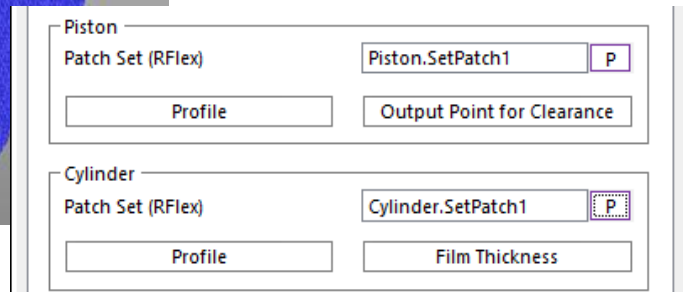 Piston
Patch Set (RFlex) Piston.SetPatch1 P
Profile Output Point for Clearance
Cylinder
Patch Set (RFlex) Cylinder.SetPatch1 P
Profile Film Thickness